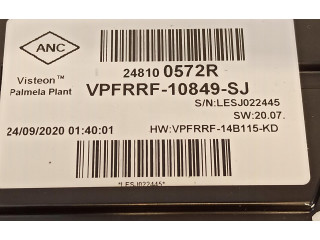 ANC
Visteon™
Palmela Plant
24810 0572R
VPFRRF-10849-SJ
S/N:LESJ022445
SW:20.07.
24/09/2020 01:40:01
HW:VPFRRF-14B115-KD
*LESJ022445*